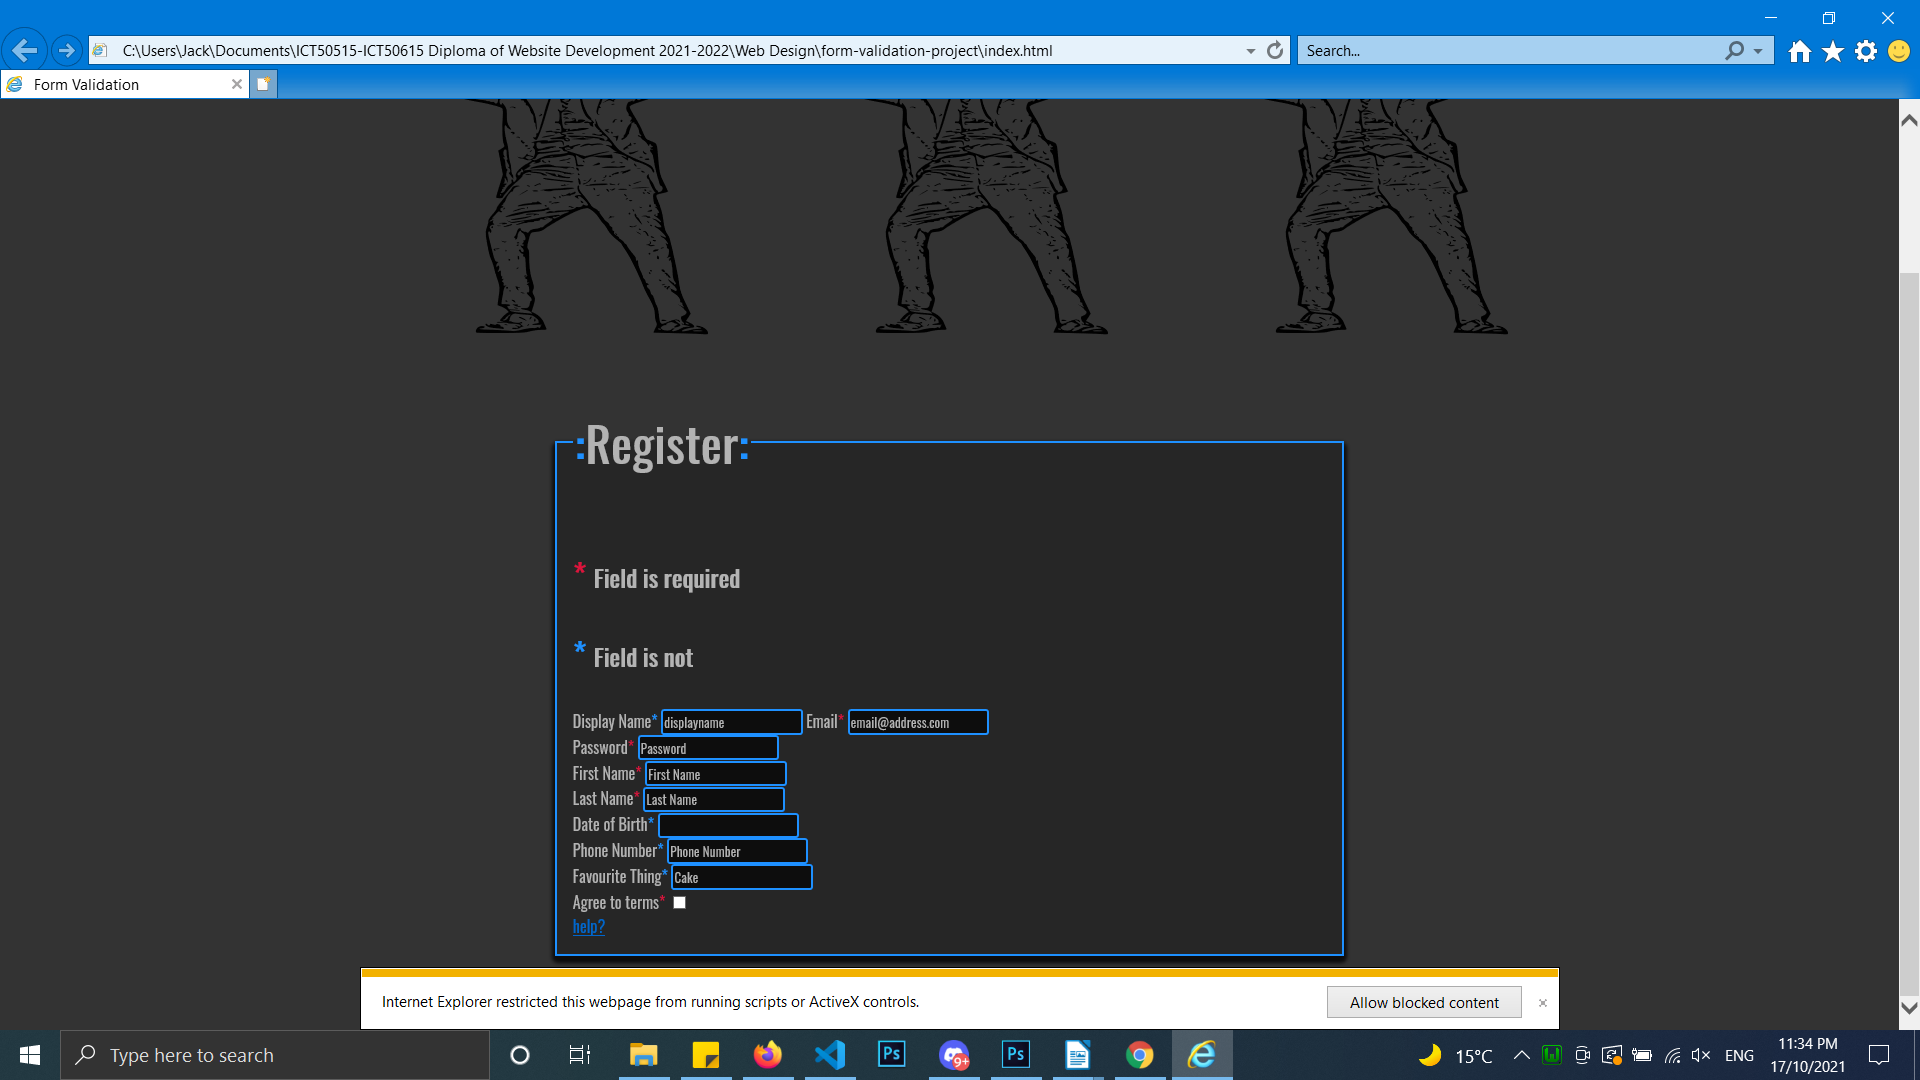 C:\Users\Jack\Documents\ICT50515-ICT50615 Diploma of Website Development 2021-2022\Web Design\form-validation-project\index.html
Search...
Form Validation
:Register:
* Field is required
* Field is not
Display Name* displayname Email* email@address.com
Password* Password
First Name* First Name
Last Name* Last Name
Date of Birth*
Phone Number* Phone Number
Favourite Thing* Cake
Agree to terms*
help?
Internet Explorer restricted this webpage from running scripts or ActiveX controls.
Allow blocked content
Type here to search
Ps
9+
Ps
15°C
ENG
11:34 PM
17/10/2021